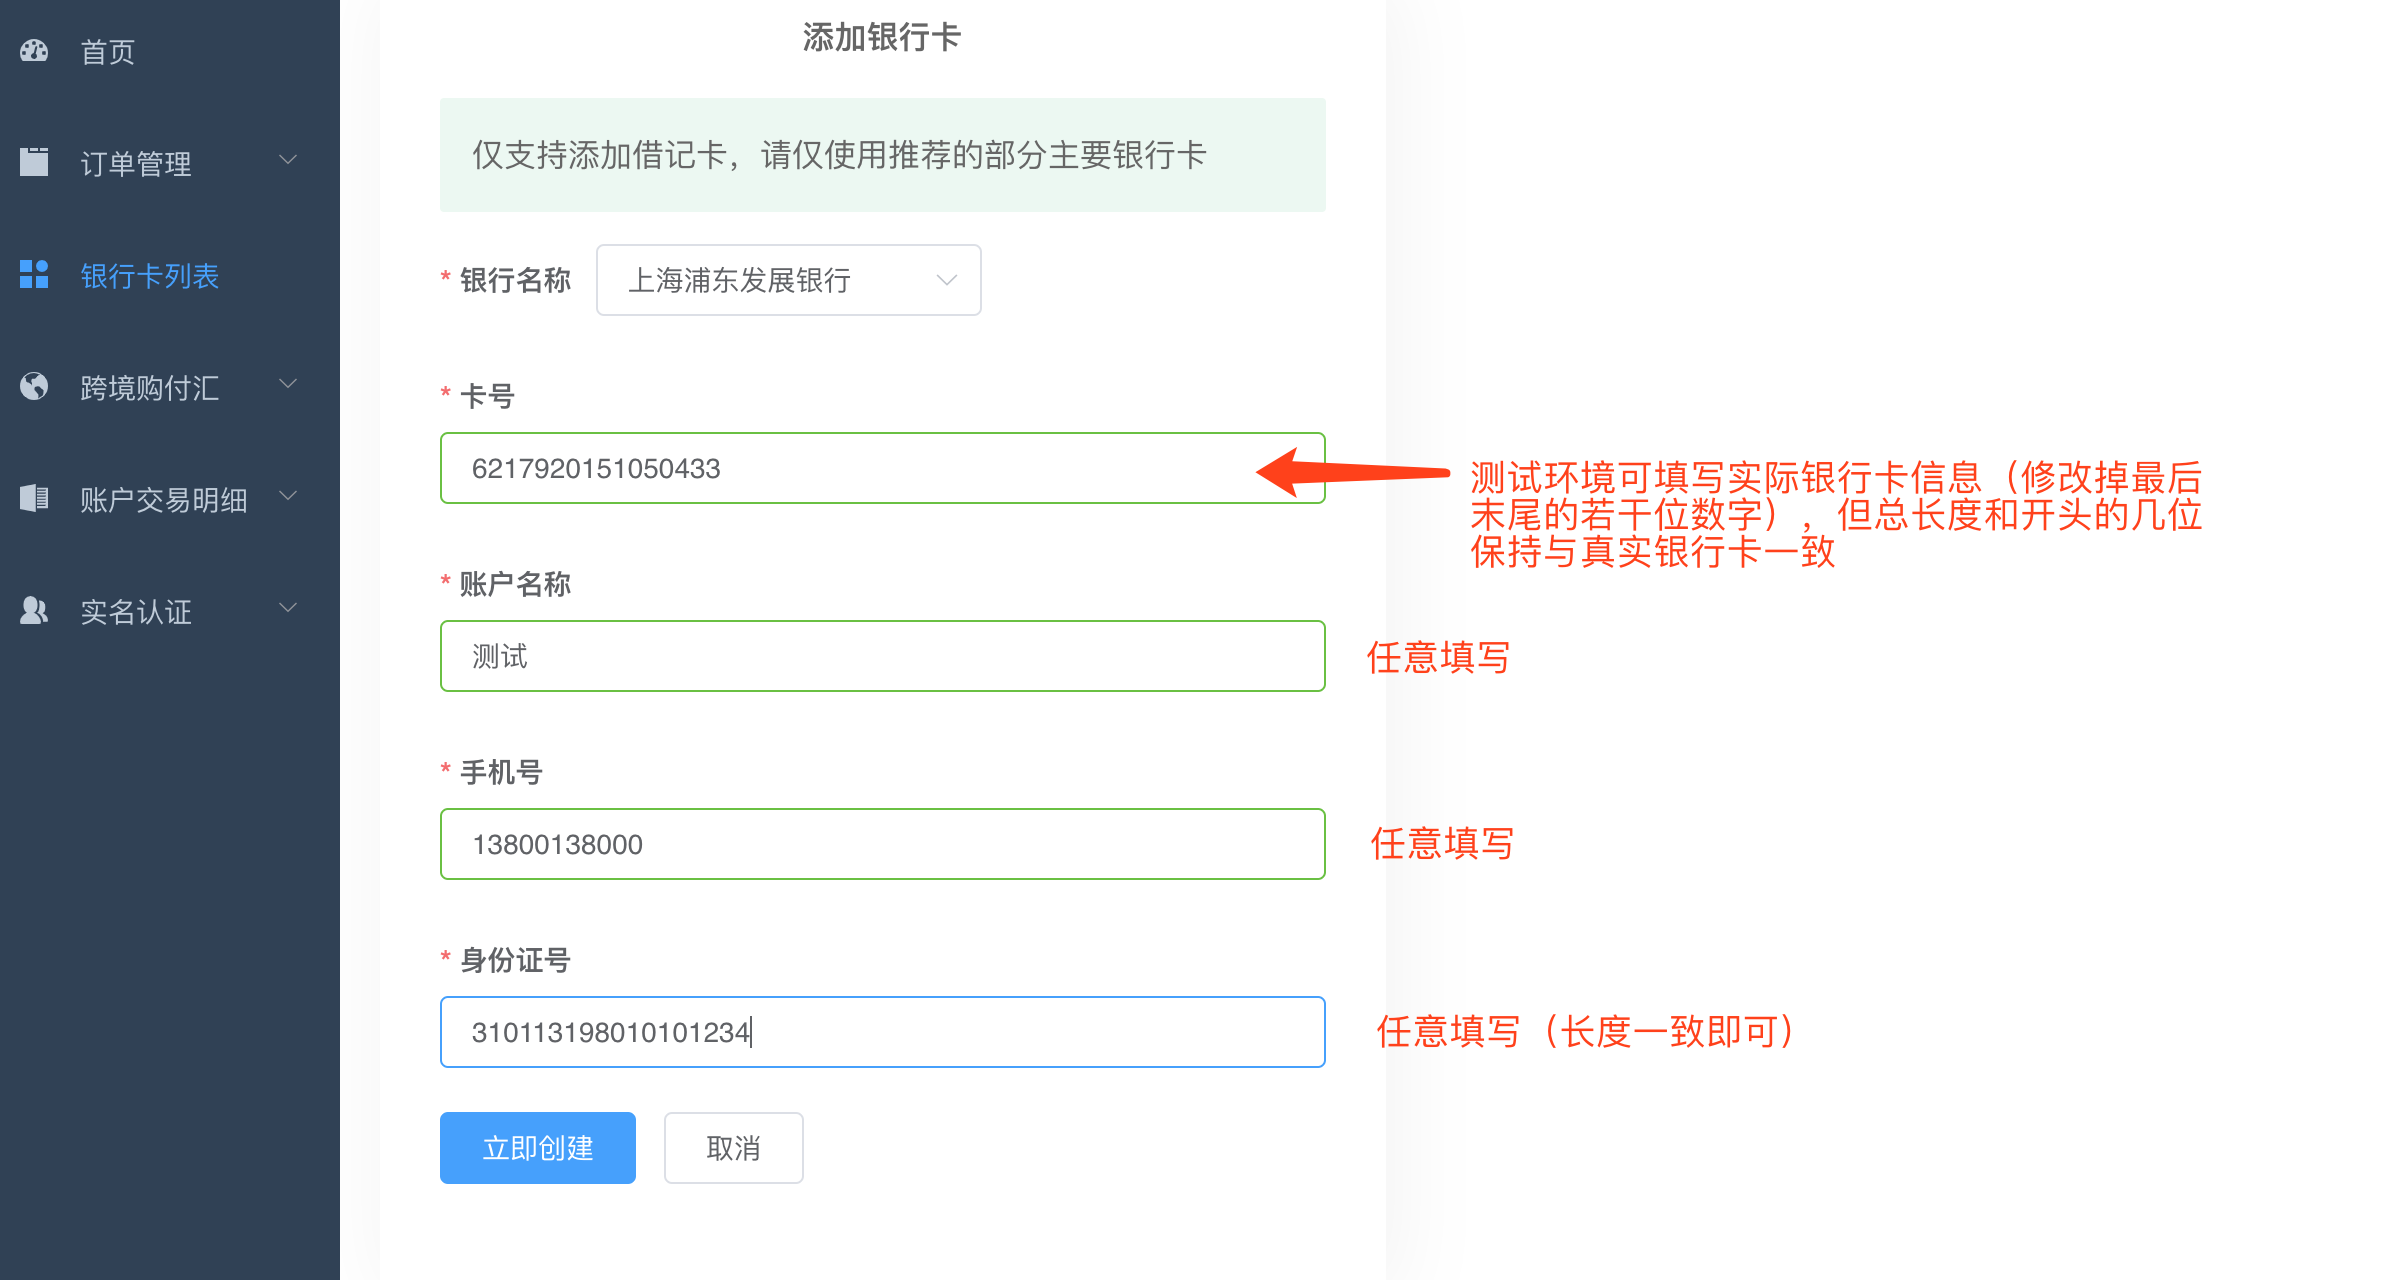 首页
订单管理
银行卡列表
跨境购付汇
账户交易明细
实名认证
添加银行卡
仅支持添加借记卡，请仅使用推荐的部分主要银行卡
* 银行名称 上海浦东发展银行
* 卡号
6217920151050433
测试环境可填写实际银行卡信息（修改掉最后
末尾的若干位数字），但总长度和开头的几位
保持与真实银行卡一致
* 账户名称
测试
任意填写
* 手机号
13800138000
任意填写
* 身份证号
310113198010101234
任意填写（长度一致即可）
立即创建 取消